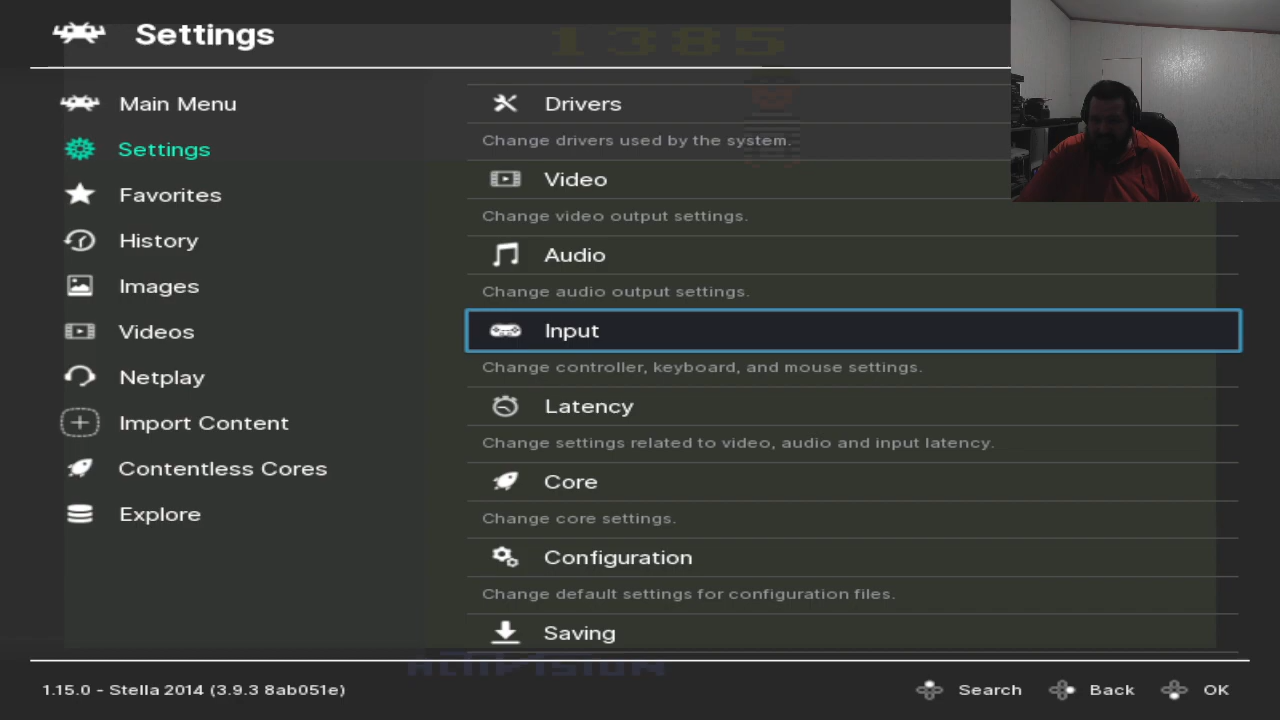 1385
Settings
Main Menu
Settings
Favorites
History
Images
Videos
Netplay
Import Content
Contentless Cores
Explore
Drivers
Change drivers used by the system.
Video
Change video output settings.
Audio
Change audio output settings.
Input
Change controller, keyboard, and mouse settings.
Latency
Change settings related to video, audio and input latency.
Core
Change core settings.
Configuration
Change default settings for configuration files.
Saving
ACTIVISION
1.15.0 - Stella 2014 (3.9.3 8ab051e)
Search
Back
OK